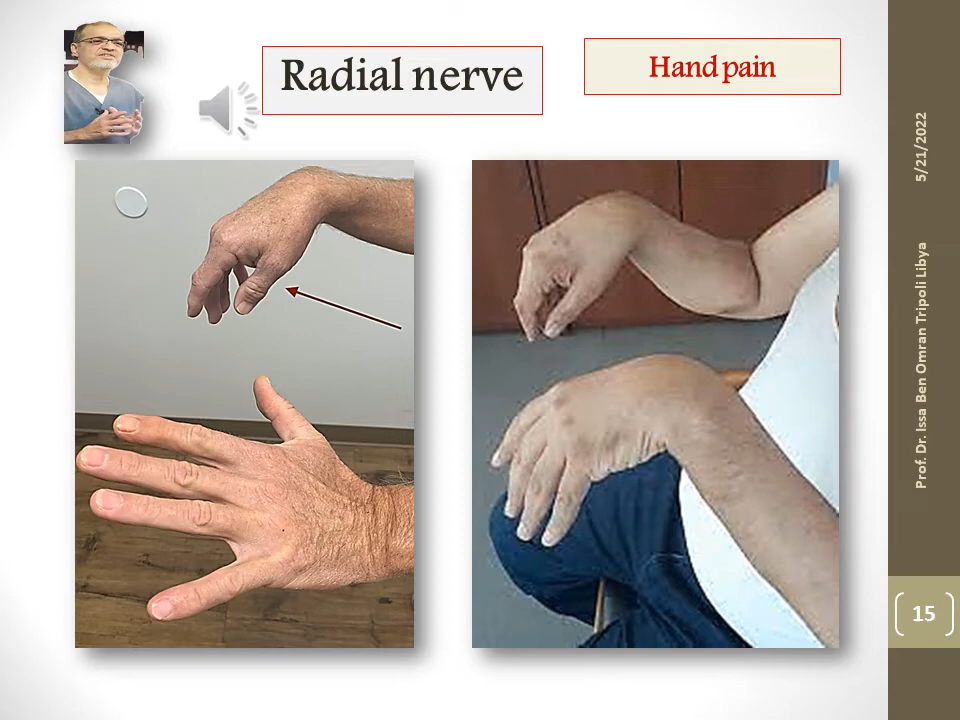 Radial nerve
Hand pain
5/21/2022
Prof. Dr. Issa Ben Omran Tripoli Libya
15